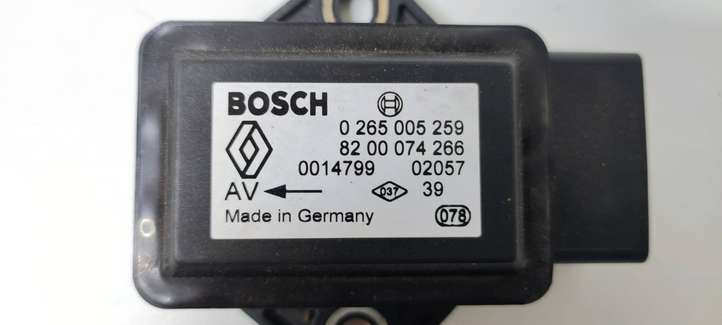 BOSCH
0 265 005 259
82 00 074 266
0014799 02057
AV 037 39
Made in Germany 078